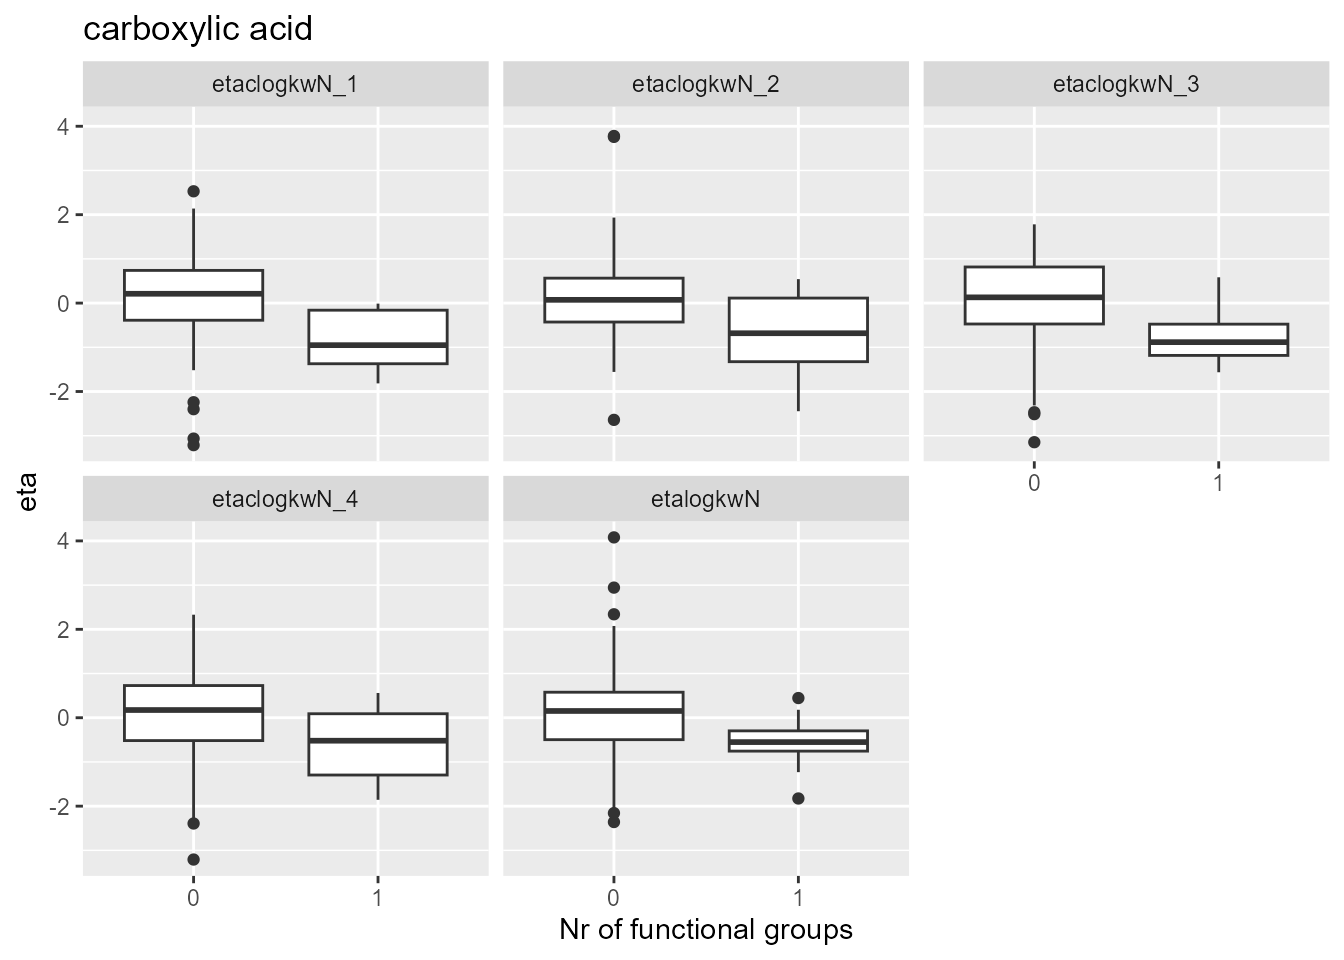 carboxylic acid
etaclogkwN_1
etaclogkwN_2
etaclogkwN_3
4
2
0
-2
0
1
eta
etaclogkwN_4
etalogkwN
4
2
0
-2
0
1
0
1
Nr of functional groups